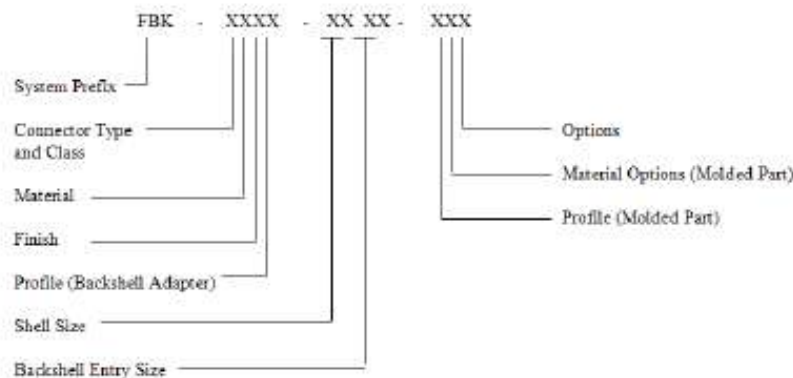 FBK - XXXX - XX XX - XXX
System Prefix
Connector Type
and Class
Material
Finish
Profile (Backshell Adapter)
Shell Size
Backshell Entry Size
Options
Material Options (Molded Part)
Profile (Molded Part)